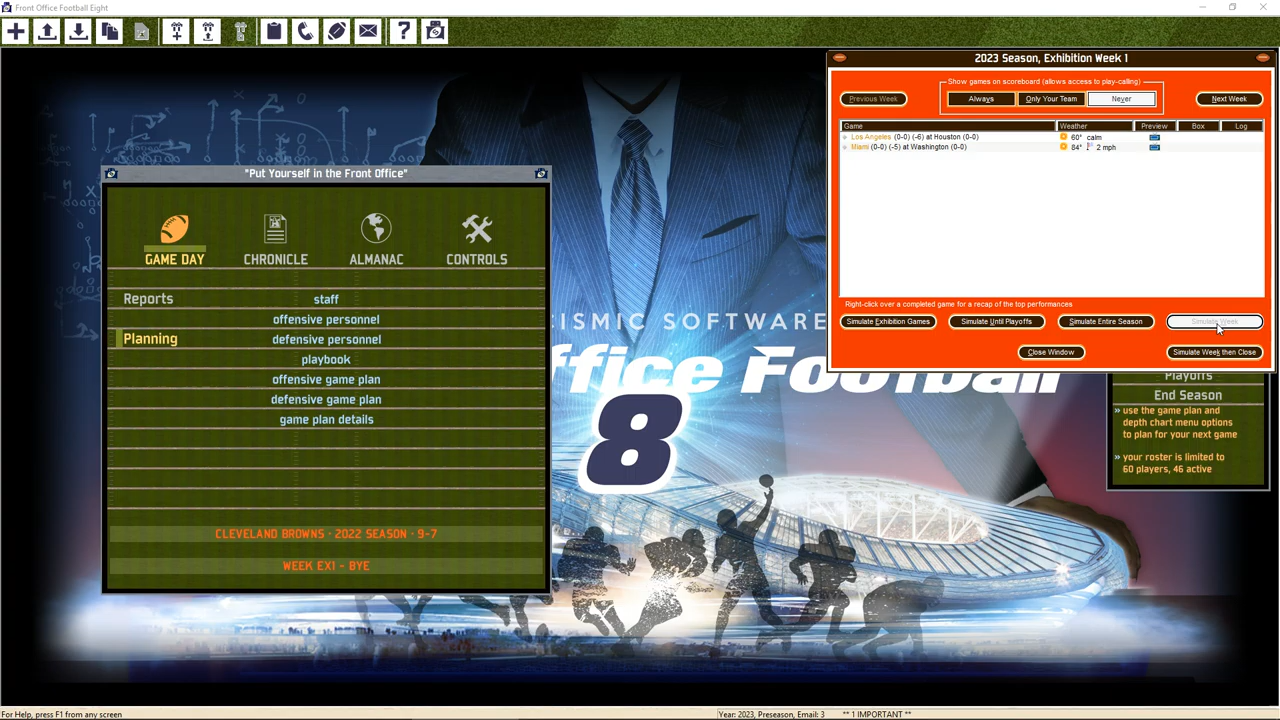 Front Office Football Eight
2023 Season, Exhibition Week 1
Show games on scoreboard (allows access to play-calling)
Previous Week
Always
Only Your Team
Never
Next Week
Game Weather Preview Box Log
Los Angeles (0-0) (-6) at Houston (0-0) 60° calm
Miami (0-0) (-5) at Washington (0-0) 84° 2 mph
Right-click over a completed game for a recap of the top performances
Simulate Exhibition Games
Simulate Until Playoffs
Simulate Entire Season
Simulate Week
Close Window
Simulate Week then Close
"Put Yourself in the Front Office"
GAME DAY
CHRONICLE
ALMANAC
CONTROLS
Reports
Planning
staff
offensive personnel
defensive personnel
playbook
offensive game plan
defensive game plan
game plan details
CLEVELAND BROWNS - 2022 SEASON - 9-7
WEEK EX1 - BYE
SOFTWARE
Football
8
Playoffs
End Season
» use the game plan and
depth chart menu options
to plan for your next game
» your roster is limited to
60 players, 46 active
For Help, press F1 from any screen
Year: 2023, Preseason, Email: 3 ** 1 IMPORTANT **